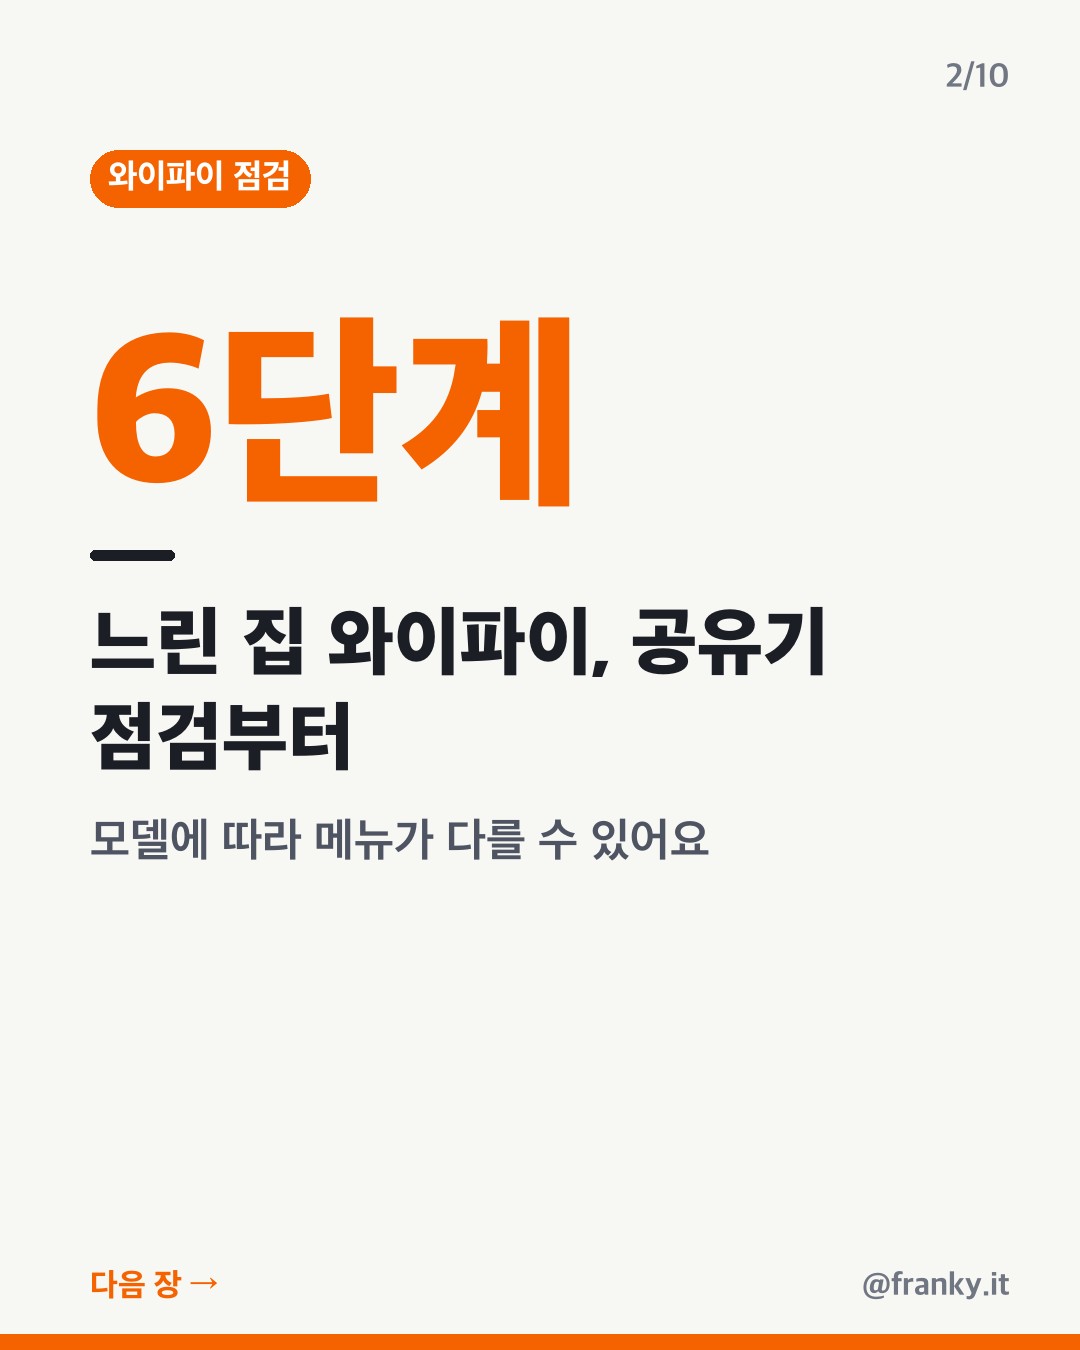 2/10
와이파이 점검
6단계
느린 집 와이파이, 공유기
점검부터
모델에 따라 메뉴가 다를 수 있어요
다음 장 →
@franky.it